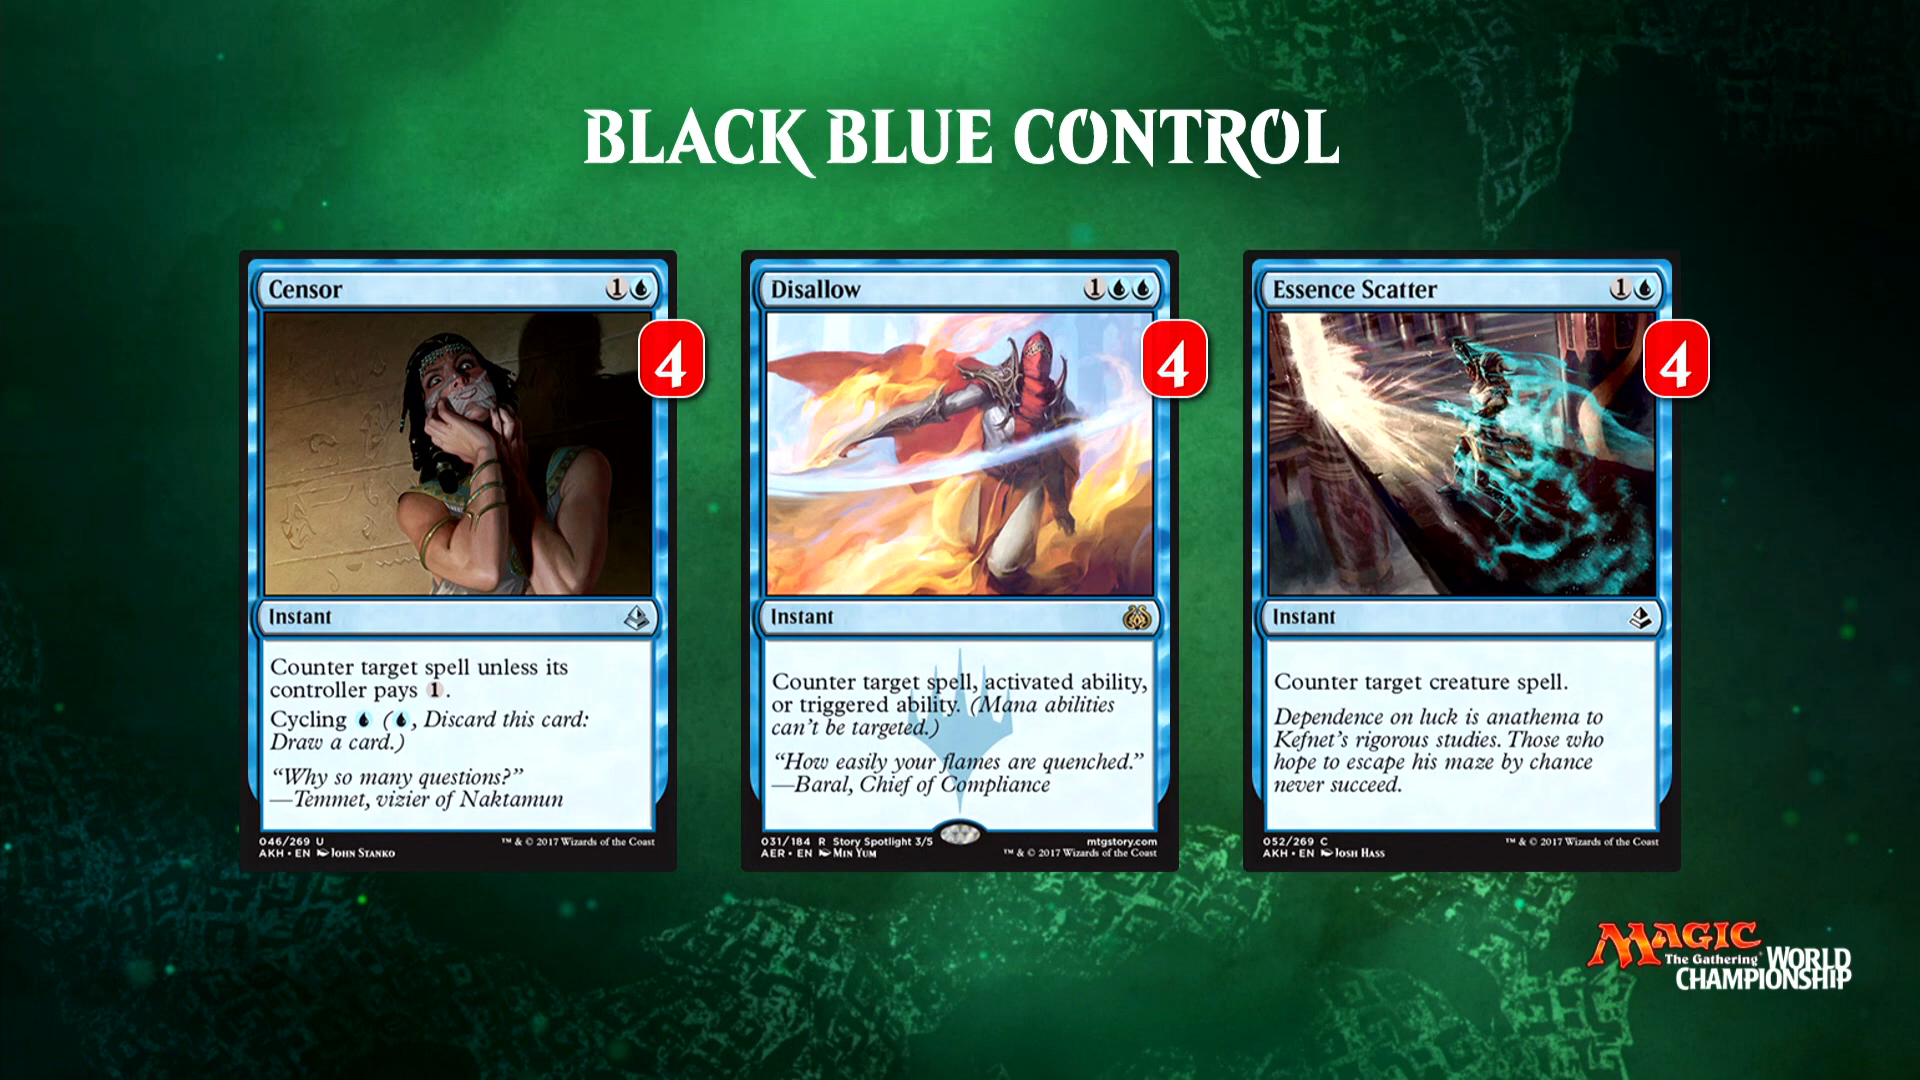 BLACK BLUE CONTROL
Censor 1
4
Instant
Counter target spell unless its
controller pays 1.
Cycling (, Discard this card:
Draw a card.)
“Why so many questions?”
—Temmet, vizier of Naktamun
046/269 U
AKH • EN John Stanko
™ & © 2017 Wizards of the Coast
Disallow 1
4
Instant
Counter target spell, activated ability,
or triggered ability. (Mana abilities
can’t be targeted.)
“How easily your flames are quenched.”
—Baral, Chief of Compliance
031/184 R Story Spotlight 3/5
AER • EN Min Yum
mtgstory.com
™ & © 2017 Wizards of the Coast
Essence Scatter 1
4
Instant
Counter target creature spell.
Dependence on luck is anathema to
Kefnet’s rigorous studies. Those who
hope to escape his maze by chance
never succeed.
052/269 C
AKH • EN Josh Hass
™ & © 2017 Wizards of the Coast
MAGIC
The Gathering
WORLD
CHAMPIONSHIP